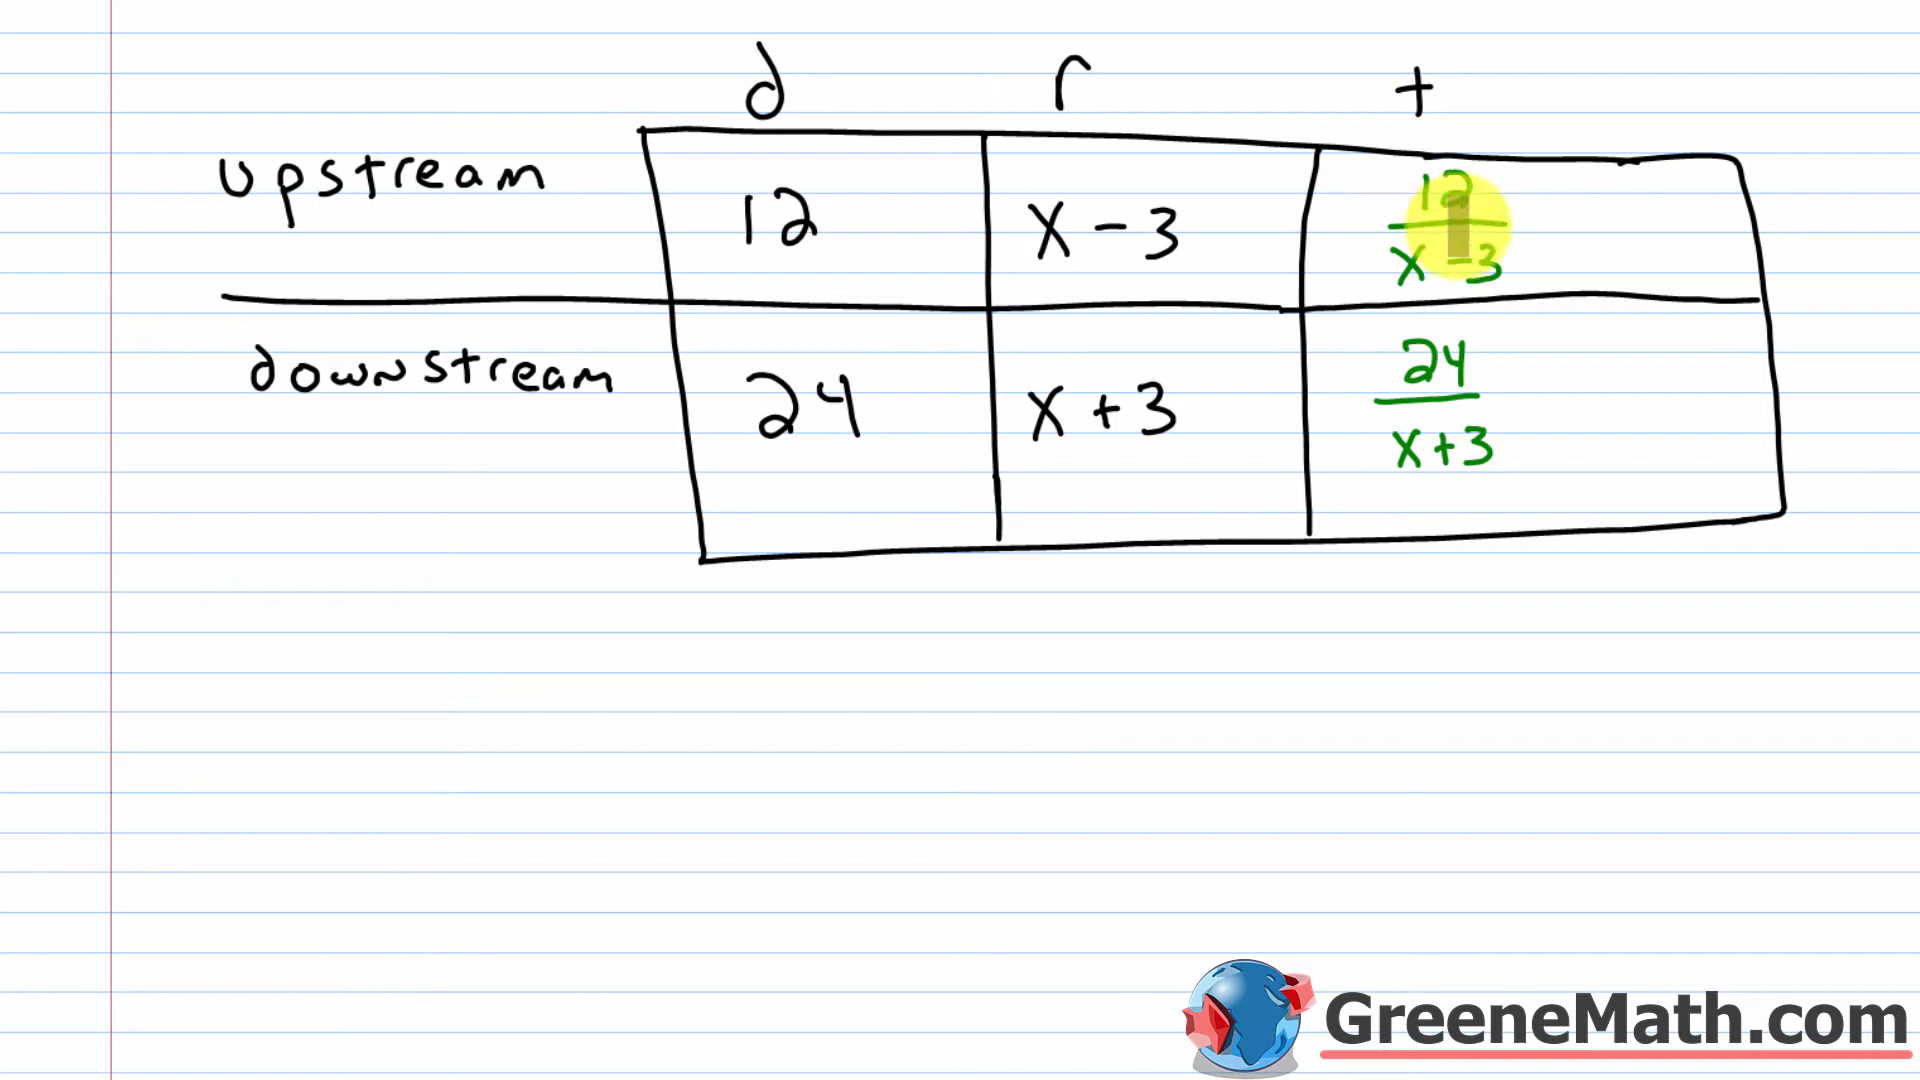 d r t
upstream 12 x - 3 12/x - 3
downstream 24 x + 3 24/x + 3
GreeneMath.com